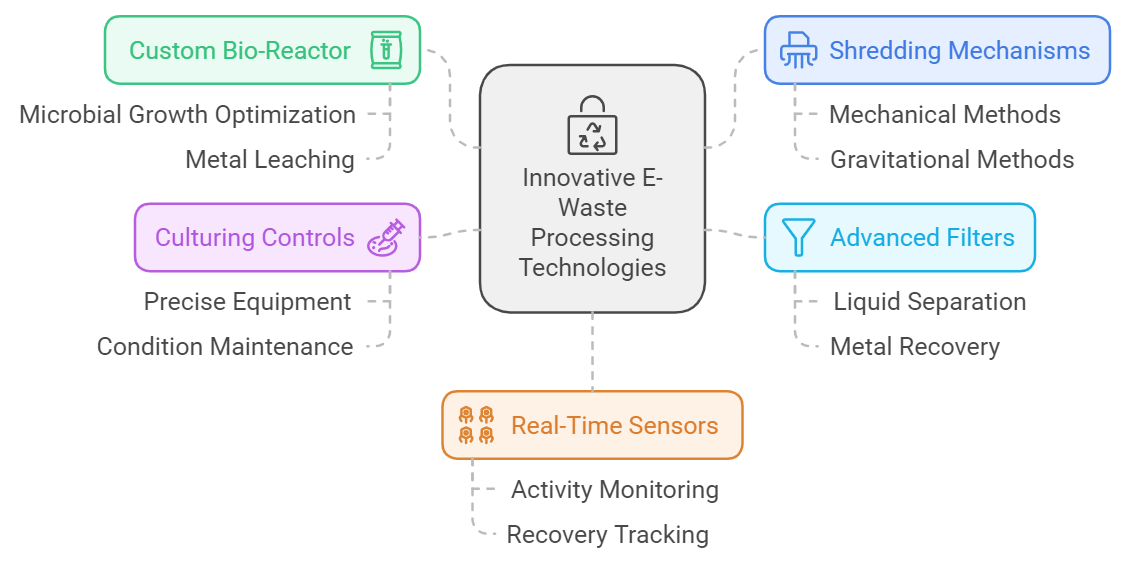 Custom Bio-Reactor
Microbial Growth Optimization
Metal Leaching
Culturing Controls
Precise Equipment
Condition Maintenance
Innovative E-
Waste
Processing
Technologies
Shredding Mechanisms
Mechanical Methods
Gravitational Methods
Advanced Filters
Liquid Separation
Metal Recovery
Real-Time Sensors
Activity Monitoring
Recovery Tracking